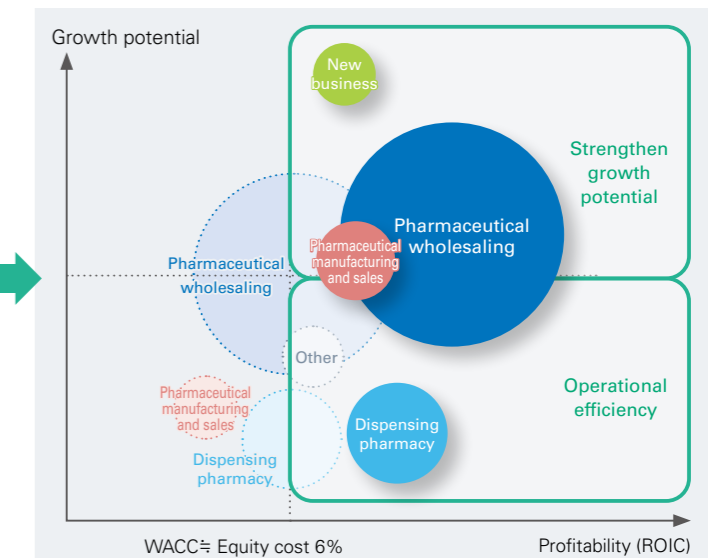 Growth potential
New
business
Strengthen
growth
potential
Pharmaceutical
wholesaling
Pharmaceutical
manufacturing
and sales
Pharmaceutical
wholesaling
Other
Operational
efficiency
Pharmaceutical
manufacturing
and sales
Dispensing
pharmacy
Dispensing
pharmacy
WACC≒ Equity cost 6%
Profitability (ROIC)